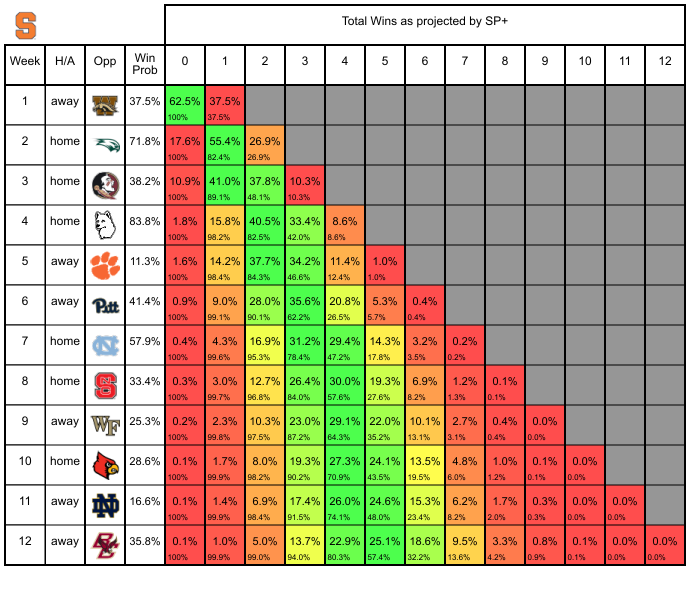 S
Total Wins as projected by SP+
Week H/A Opp Win Prob 0 1 2 3 4 5 6 7 8 9 10 11 12
1 away W 37.5% 62.5% 37.5%
100% 37.5%
2 home 71.8% 17.6% 55.4% 26.9%
100% 82.4% 26.9%
3 home 38.2% 10.9% 41.0% 37.8% 10.3%
100% 89.1% 48.1% 10.3%
4 home 83.8% 1.8% 15.8% 40.5% 33.4% 8.6%
100% 98.2% 82.5% 42.0% 8.6%
5 away 11.3% 1.6% 14.2% 37.7% 34.2% 11.4% 1.0%
100% 98.4% 84.3% 46.6% 12.4% 1.0%
6 away Pitt 41.4% 0.9% 9.0% 28.0% 35.6% 20.8% 5.3% 0.4%
100% 99.1% 90.1% 62.2% 26.5% 5.7% 0.4%
7 home NC 57.9% 0.4% 4.3% 16.9% 31.2% 29.4% 14.3% 3.2% 0.2%
100% 99.6% 95.3% 78.4% 47.2% 17.8% 3.5% 0.2%
8 home NCS 33.4% 0.3% 3.0% 12.7% 26.4% 30.0% 19.3% 6.9% 1.2% 0.1%
100% 99.7% 96.8% 84.0% 57.6% 27.6% 8.2% 1.3% 0.1%
9 away WF 25.3% 0.2% 2.3% 10.3% 23.0% 29.1% 22.0% 10.1% 2.7% 0.4% 0.0%
100% 99.8% 97.5% 87.2% 64.3% 35.2% 13.1% 3.1% 0.4% 0.0%
10 home 28.6% 0.1% 1.7% 8.0% 19.3% 27.3% 24.1% 13.5% 4.8% 1.0% 0.1% 0.0%
100% 99.9% 98.2% 90.2% 70.9% 43.5% 19.5% 6.0% 1.2% 0.1% 0.0%
11 away ND 16.6% 0.1% 1.4% 6.9% 17.4% 26.0% 24.6% 15.3% 6.2% 1.7% 0.3% 0.0% 0.0%
100% 99.9% 98.4% 91.5% 74.1% 48.0% 23.4% 8.2% 2.0% 0.3% 0.0% 0.0%
12 away BC 35.8% 0.1% 1.0% 5.0% 13.7% 22.9% 25.1% 18.6% 9.5% 3.3% 0.8% 0.1% 0.0% 0.0%
100% 99.9% 99.0% 94.0% 80.3% 57.4% 32.2% 13.6% 4.2% 0.9% 0.1% 0.0% 0.0%